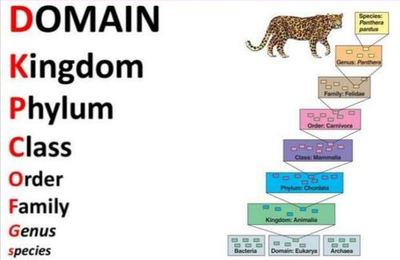 DOMAIN
Kingdom
Phylum
Class
Order
Family
Genus
species
Species:
Panthera
pardus
Genus: Panthera
Family: Felidae
Order: Carnivora
Class: Mammalia
Phylum: Chordata
Kingdom: Animalia
Bacteria
Domain: Eukarya
Archaea